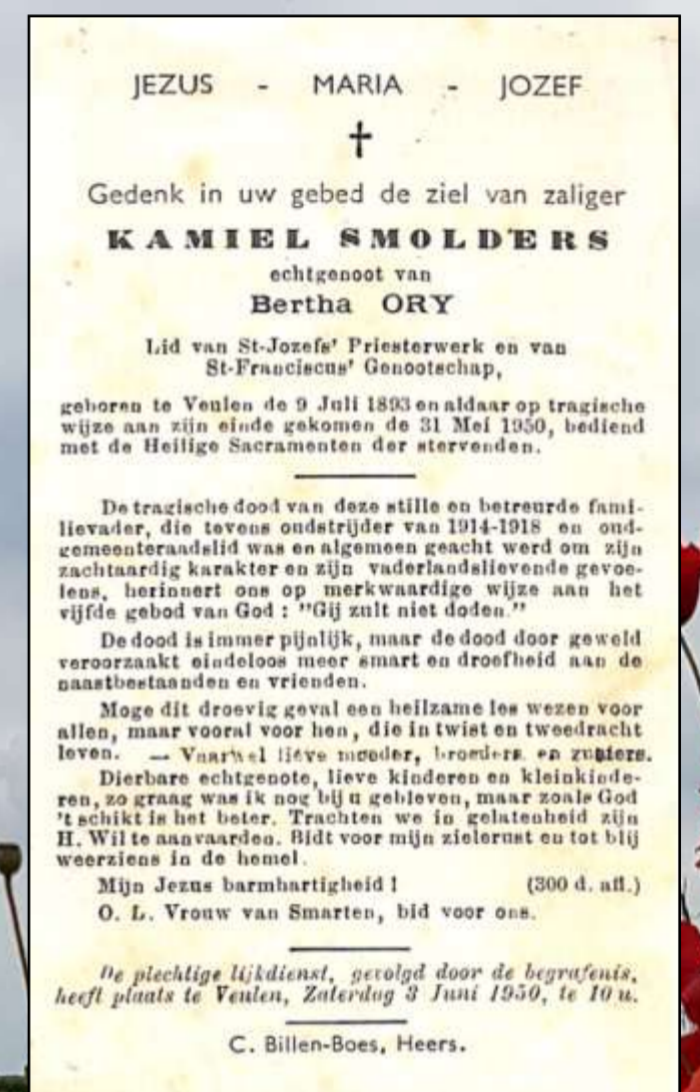 JEZUS - MARIA - JOZEF
Gedenk in uw gebed de ziel van zaliger
KAMIEL SMOLDERS
echtgenoot van
Bertha ORY
Lid van St-Jozefs' Priesterwerk en van
St-Franciscus' Genootschap,
geboren te Veulen de 9 Juli 1893 en aldaar op tragische
wijze aan zijn einde gekomen de 31 Mei 1950, bediend
met de Heilige Sacramenten der stervenden.
De tragische dood van deze stille en betreurde fami-
lievader, die tevens oudstrijder van 1914-1918 en oud-
gemeenteraadslid was en algemeen geacht werd om zijn
zachtaardig karakter en zijn vaderlandslievende gevoe-
lens, herinnert ons op merkwaardige wijze aan het
vijfde gebod van God : "Gij zult niet doden."
De dood is immer pijnlijk, maar de dood door geweld
veroorzaakt eindeloos meer smart en droefheid aan de
naastbestaanden en vrienden.
Moge dit droevig geval een heilzame les wezen voor
allen, maar vooral voor hen, die in twist en tweedracht
leven. — Vaarwel lieve moeder, broeders en zusters.
Dierbare echtgenote, lieve kinderen en kleinkinde-
ren, zo graag was ik nog bij u gebleven, maar zoals God
't schikt is het beter. Trachten we in gelatenheid zijn
H. Wil te aanvaarden. Bidt voor mijn zielerust en tot blij
weerziens in de hemel.
Mijn Jezus barmhartigheid ! (300 d. afl.)
O. L. Vrouw van Smarten, bid voor ons.
De plechtige lijkdienst, gevolgd door de begrafenis,
heeft plaats te Veulen, Zaterdag 3 Juni 1950, te 10 u.
C. Billen-Boes, Heers.